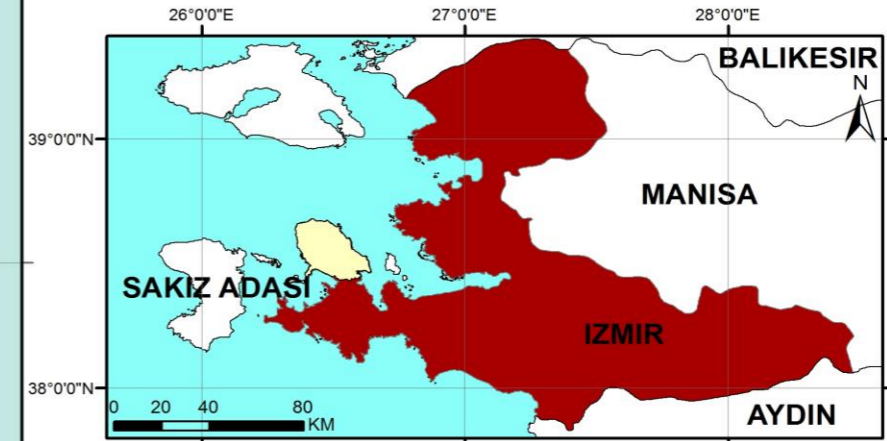 26°0'0"E 27°0'0"E 28°0'0"E
BALIKESIR
N
39°0'0"N
MANISA
SAKIZ ADASI
IZMIR
38°0'0"N
0 20 40 80
KM
AYDIN